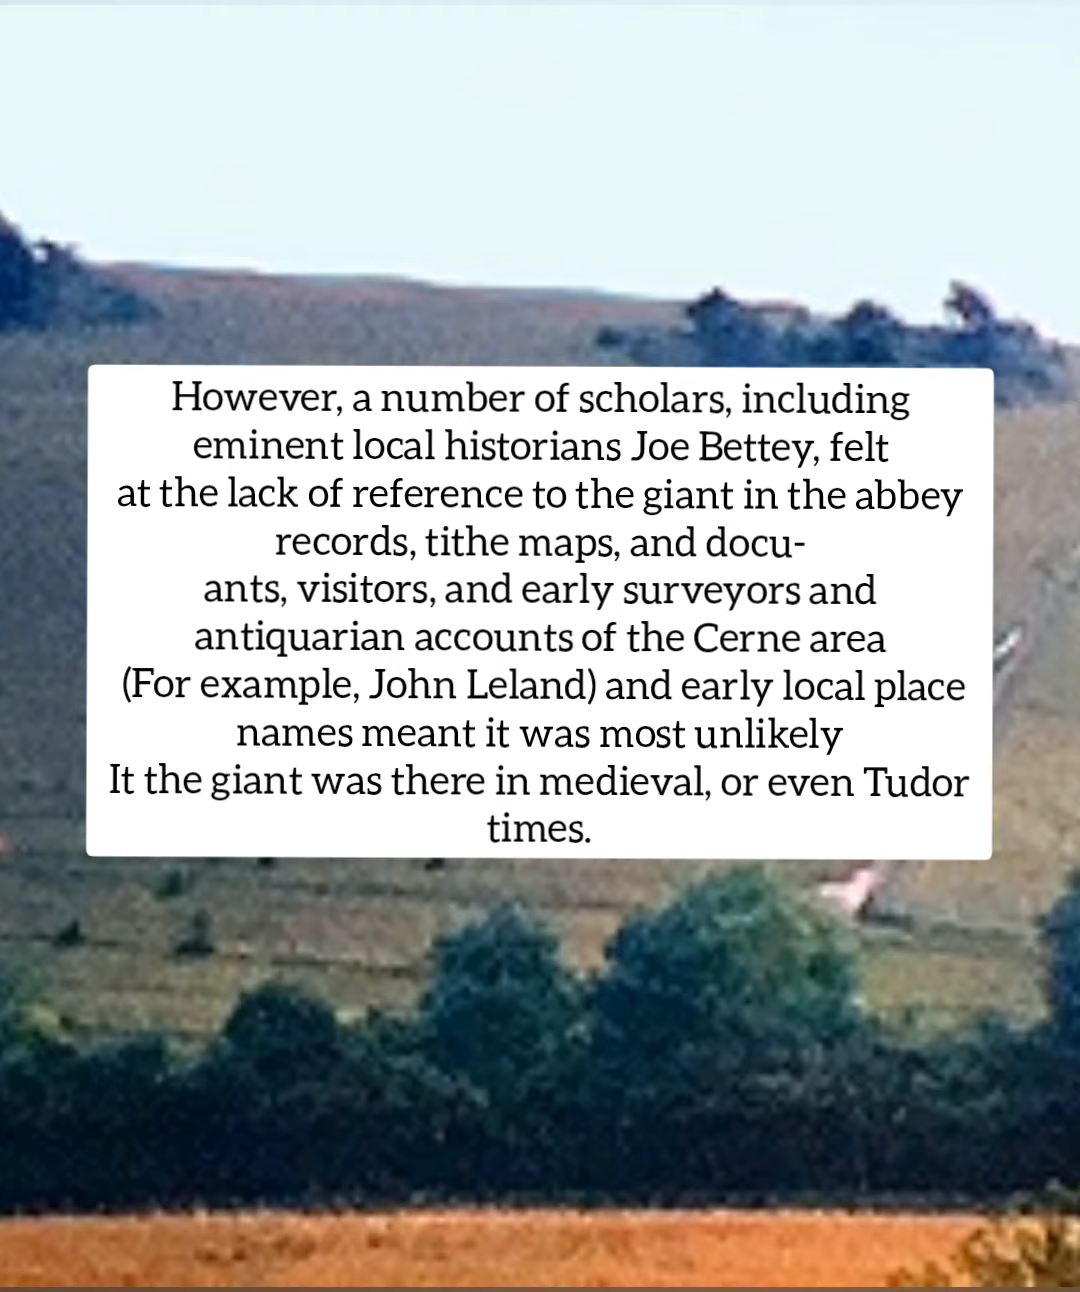 However, a number of scholars, including
eminent local historians Joe Bettey, felt
at the lack of reference to the giant in the abbey
records, tithe maps, and docu-
ants, visitors, and early surveyors and
antiquarian accounts of the Cerne area
(For example, John Leland) and early local place
names meant it was most unlikely
It the giant was there in medieval, or even Tudor
times.